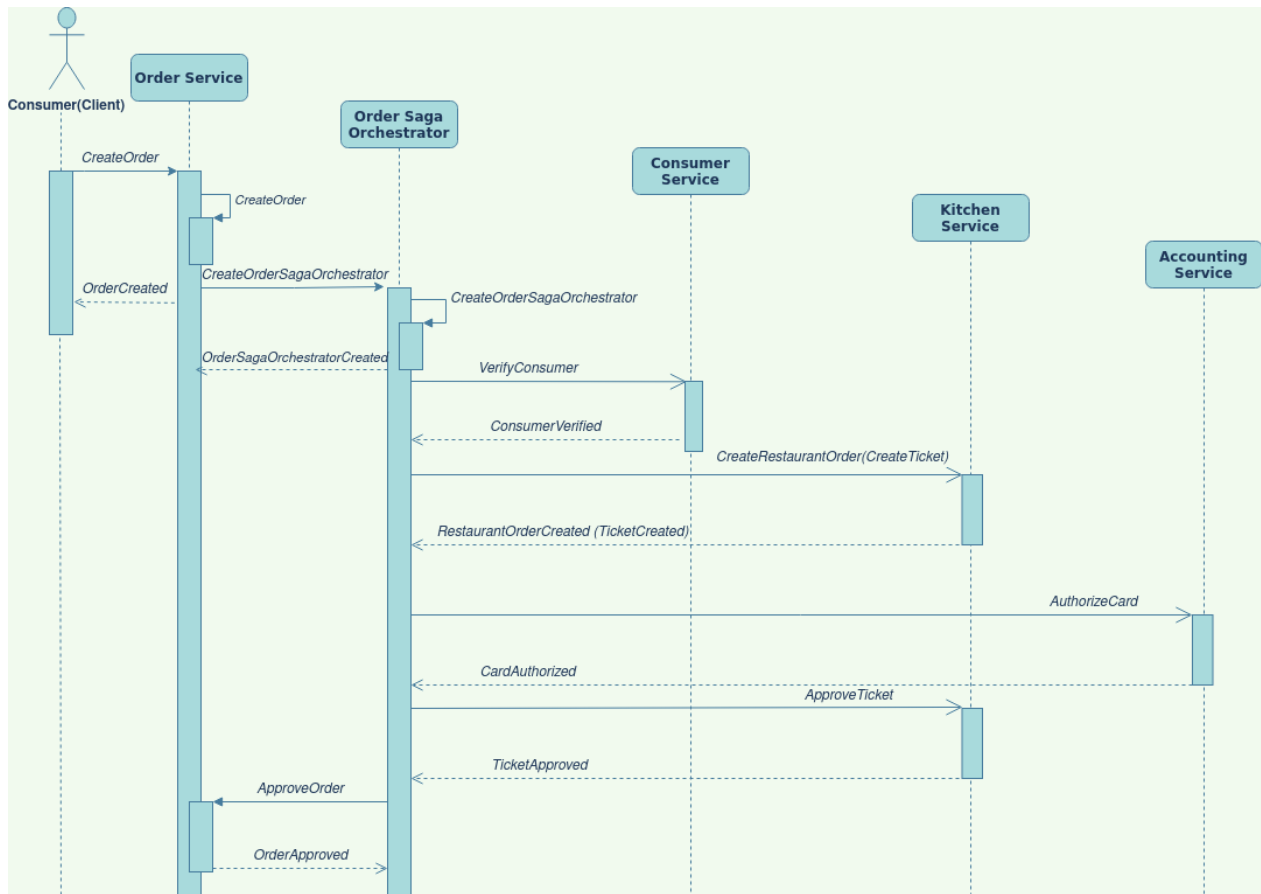 Order Service
Consumer(Client)
Order Saga
Orchestrator
Consumer
Service
Kitchen
Service
Accounting
Service
CreateOrder
CreateOrder
CreateOrderSagaOrchestrator
OrderCreated
CreateOrderSagaOrchestrator
OrderSagaOrchestratorCreated
VerifyConsumer
ConsumerVerified
CreateRestaurantOrder(CreateTicket)
RestaurantOrderCreated (TicketCreated)
AuthorizeCard
CardAuthorized
ApproveTicket
TicketApproved
ApproveOrder
OrderApproved